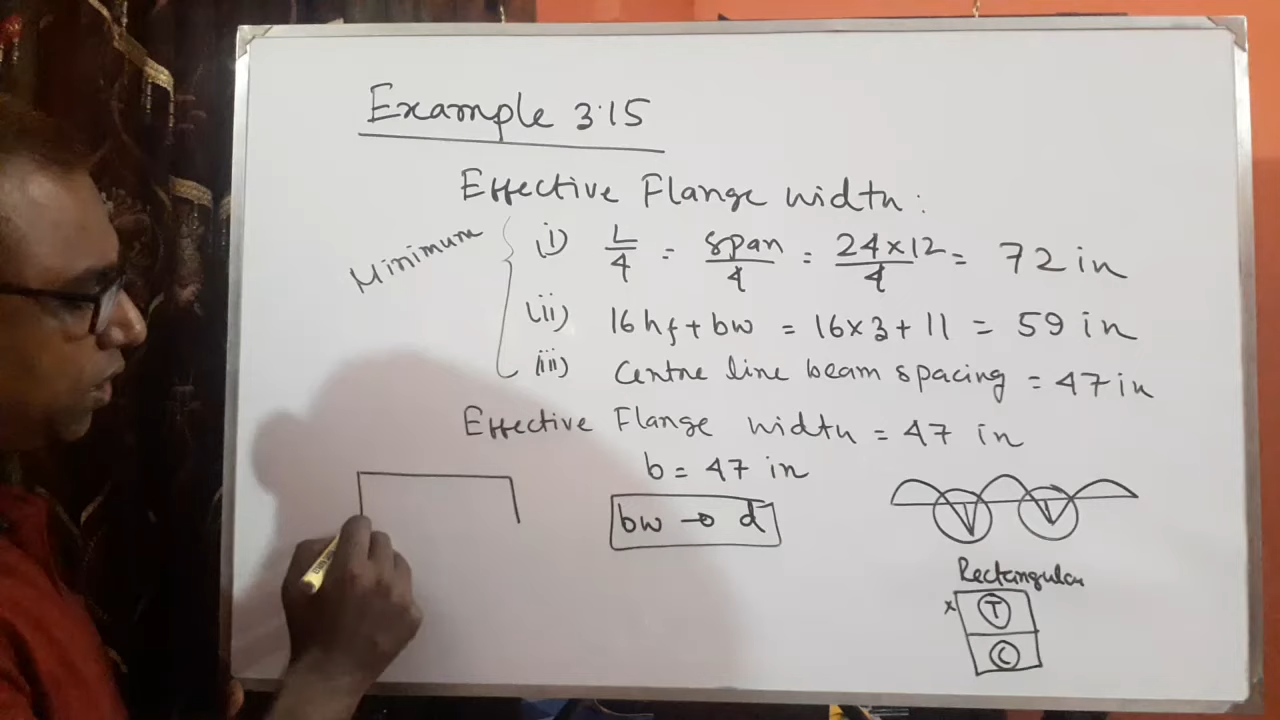 Example 3.15
Effective Flange width:
Minimum
(i) L/4 = span/4 = 24×12/4 = 72 in
(ii) 16hf + bw = 16×3+11 = 59 in
(iii) Centre line beam spacing = 47 in
Effective Flange width = 47 in
b = 47 in
bw → d
Rectangular
x T
C